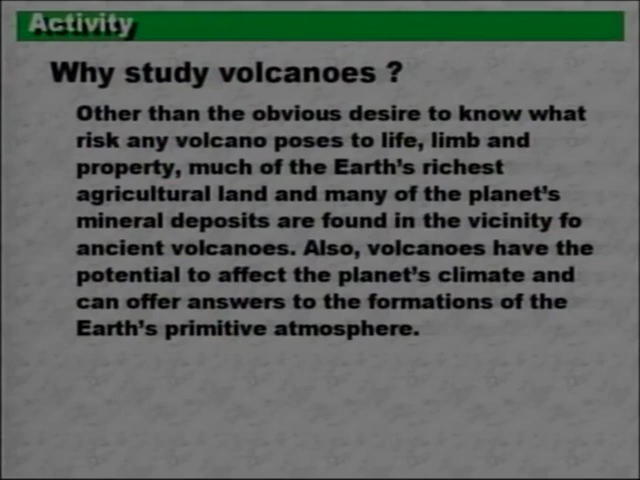 Activity
Why study volcanoes ?
Other than the obvious desire to know what
risk any volcano poses to life, limb and
property, much of the Earth's richest
agricultural land and many of the planet's
mineral deposits are found in the vicinity fo
ancient volcanoes. Also, volcanoes have the
potential to affect the planet's climate and
can offer answers to the formations of the
Earth's primitive atmosphere.